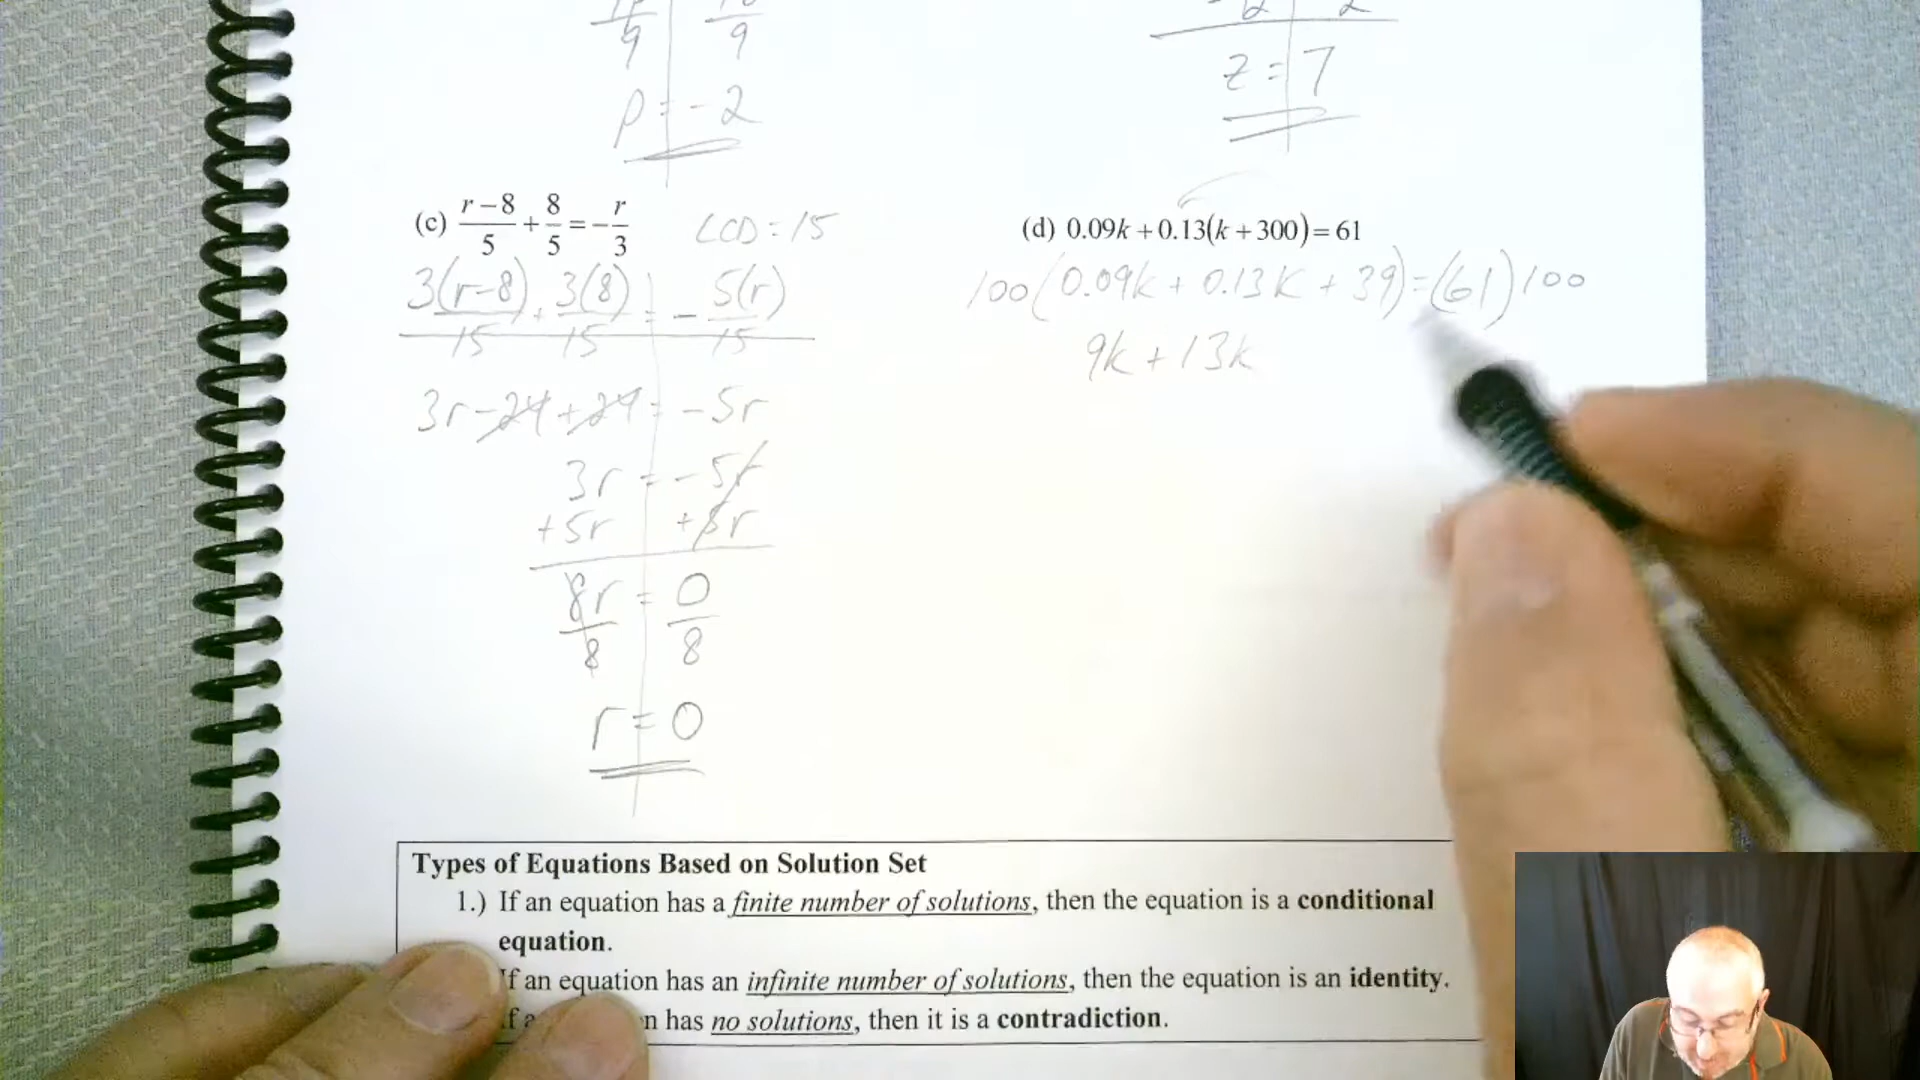 9 9
p = -2
z = 7
(c) r-8/5 + 8/5 = -r/3 LCD = 15
3(r-8)/15 + 3(8)/15 = - 5(r)/15
3r-24+24 = -5r
3r = -5r
+5r +5r
8r/8 = 0/8
r = 0
(d) 0.09k + 0.13(k + 300) = 61
100(0.09k + 0.13k + 39) = (61)100
9k + 13k
Types of Equations Based on Solution Set
1.) If an equation has a finite number of solutions, then the equation is a conditional
equation.
If an equation has an infinite number of solutions, then the equation is an identity.
n has no solutions, then it is a contradiction.